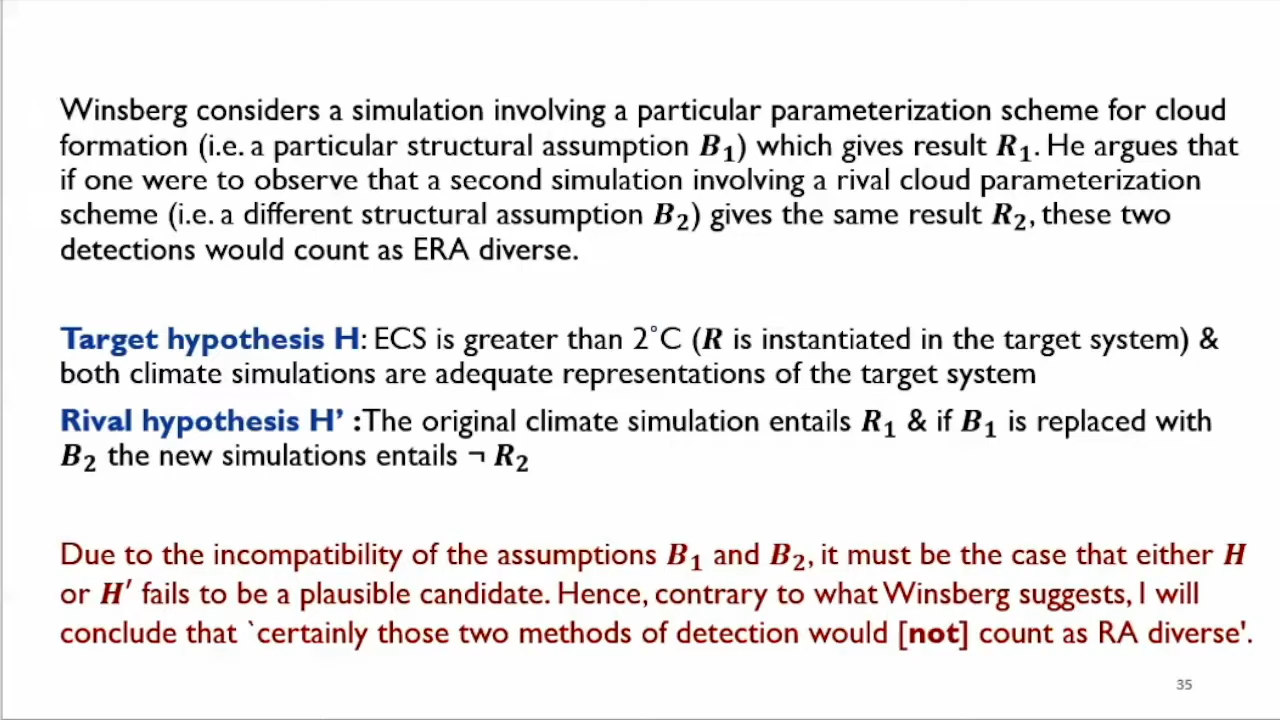 Winsberg considers a simulation involving a particular parameterization scheme for cloud
formation (i.e. a particular structural assumption B₁) which gives result R₁. He argues that
if one were to observe that a second simulation involving a rival cloud parameterization
scheme (i.e. a different structural assumption B₂) gives the same result R₂, these two
detections would count as ERA diverse.
Target hypothesis H: ECS is greater than 2°C (R is instantiated in the target system) &
both climate simulations are adequate representations of the target system
Rival hypothesis H’ :The original climate simulation entails R₁ & if B₁ is replaced with
B₂ the new simulations entails ¬ R₂
Due to the incompatibility of the assumptions B₁ and B₂, it must be the case that either H
or H′ fails to be a plausible candidate. Hence, contrary to what Winsberg suggests, I will
conclude that `certainly those two methods of detection would [not] count as RA diverse'.
35